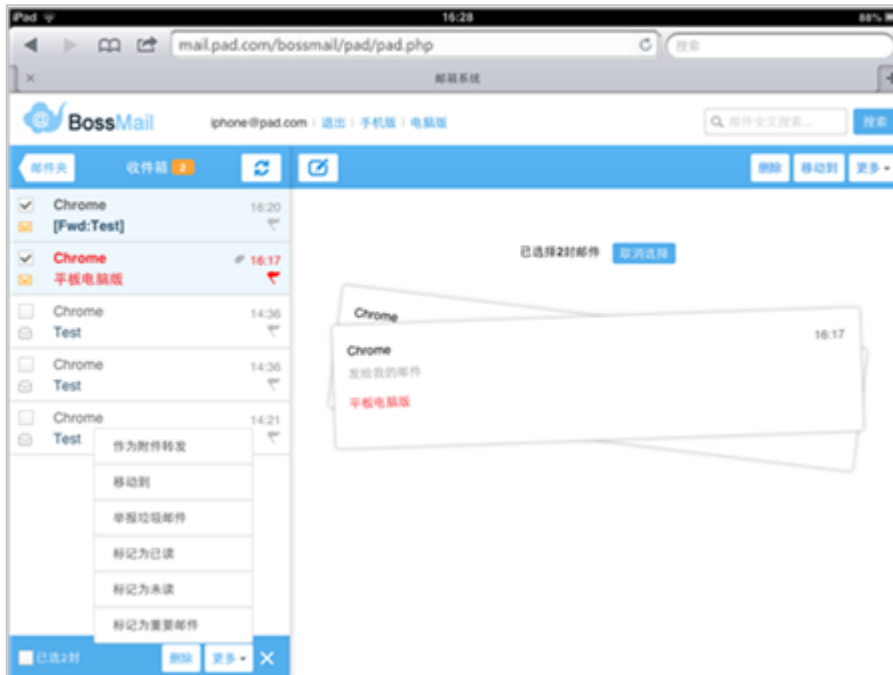 iPad
16:28
88%
mail.pad.com/bossmail/pad/pad.php
搜索
邮箱系统
BossMail
iphone@pad.com | 退出 | 手机版 | 电脑版
邮件全文搜索...
搜索
邮件夹
收件箱 2
删除
移动到
更多
Chrome 16:20
[Fwd:Test]
Chrome 16:17
平板电脑版
Chrome 14:36
Test
Chrome 14:36
Test
Chrome 14:21
Test
作为附件转发
移动到
举报垃圾邮件
标记为已读
标记为未读
标记为重要邮件
已选2封
删除
更多
已选择2封邮件 取消选择
Chrome
Chrome 16:17
发给我的邮件
平板电脑版